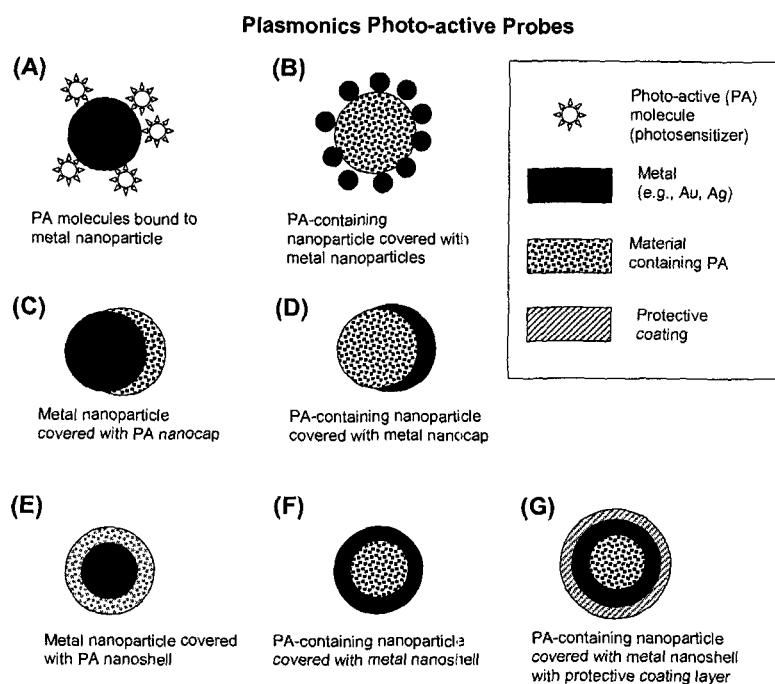 Plasmonics Photo-active Probes
(A)
PA molecules bound to
metal nanoparticle
(B)
PA-containing
nanoparticle covered with
metal nanoparticles
Photo-active (PA)
molecule
(photosensitizer)
Metal
(e.g., Au, Ag)
Material
containing PA
Protective
coating
(C)
Metal nanoparticle
covered with PA nanocap
(D)
PA-containing nanoparticle
covered with metal nanocap
(E)
Metal nanoparticle covered
with PA nanoshell
(F)
PA-containing nanoparticle
covered with metal nanoshell
(G)
PA-containing nanoparticle
covered with metal nanoshell
with protective coating layer